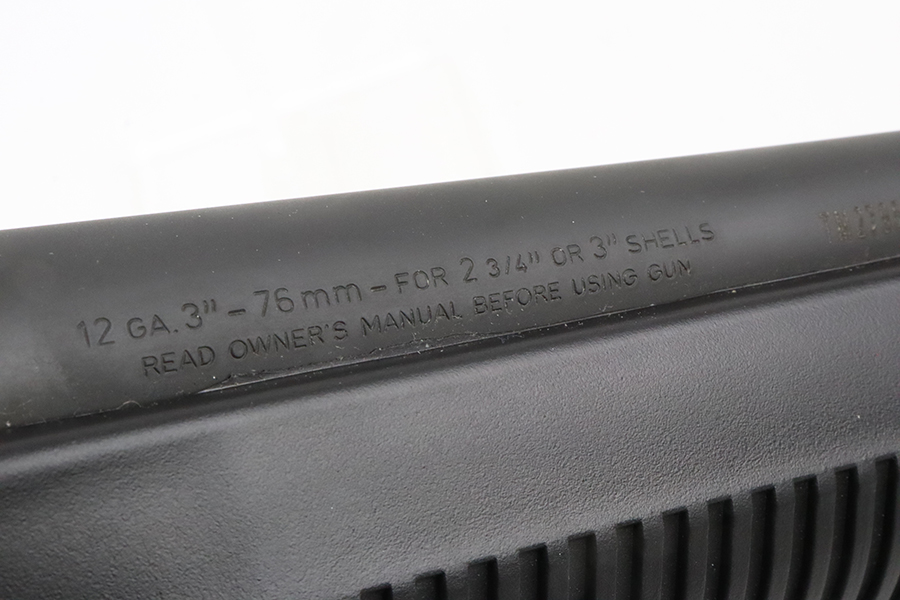 12 GA. 3" – 76 mm – FOR 2 3/4" OR 3" SHELLS
READ OWNER'S MANUAL BEFORE USING GUN